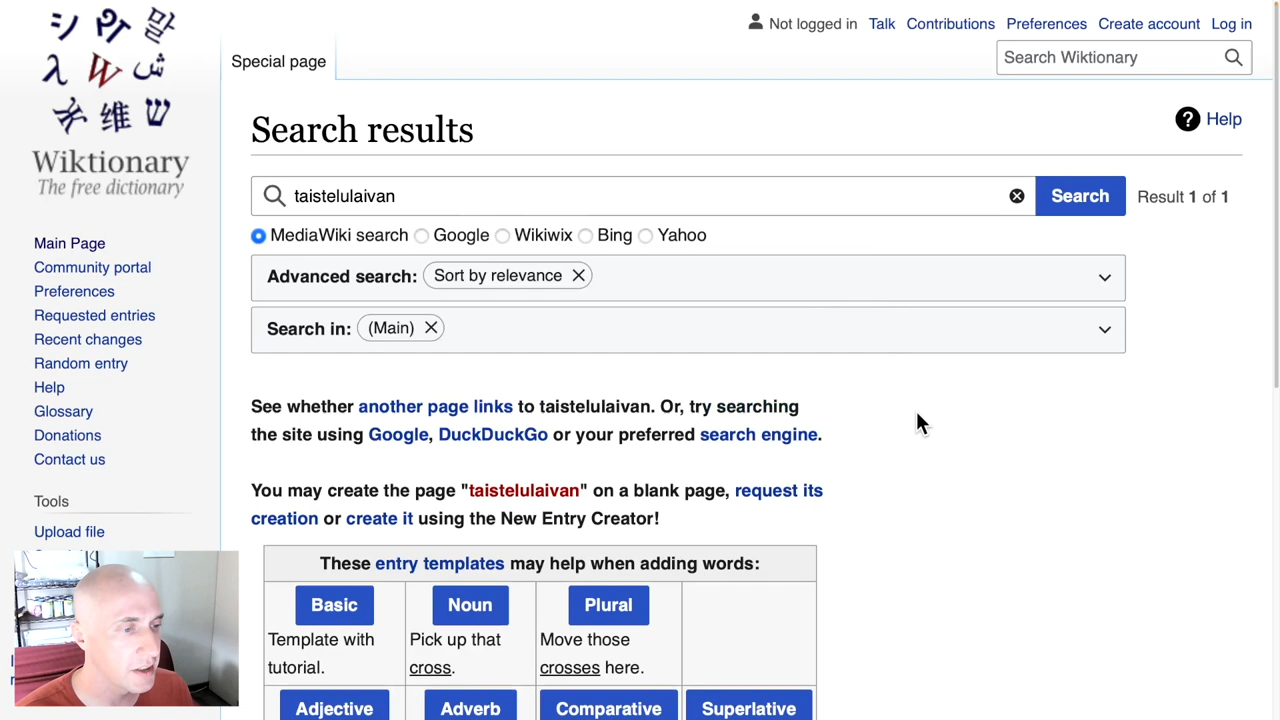 シ
Պ
말
λ
W
ش
अ
维
ש
Wiktionary
The free dictionary
Main Page
Community portal
Preferences
Requested entries
Recent changes
Random entry
Help
Glossary
Donations
Contact us
Tools
Upload file
Not logged in Talk Contributions Preferences Create account Log in
Special page
Search Wiktionary
Search results
Help
taistelulaivan
Search
Result 1 of 1
MediaWiki search Google Wikiwix Bing Yahoo
Advanced search: Sort by relevance
Search in: (Main)
See whether another page links to taistelulaivan. Or, try searching
the site using Google, DuckDuckGo or your preferred search engine.
You may create the page "taistelulaivan" on a blank page, request its
creation or create it using the New Entry Creator!
These entry templates may help when adding words:
Basic Noun Plural
Template with Pick up that Move those
tutorial. cross. crosses here.
Adjective Adverb Comparative Superlative